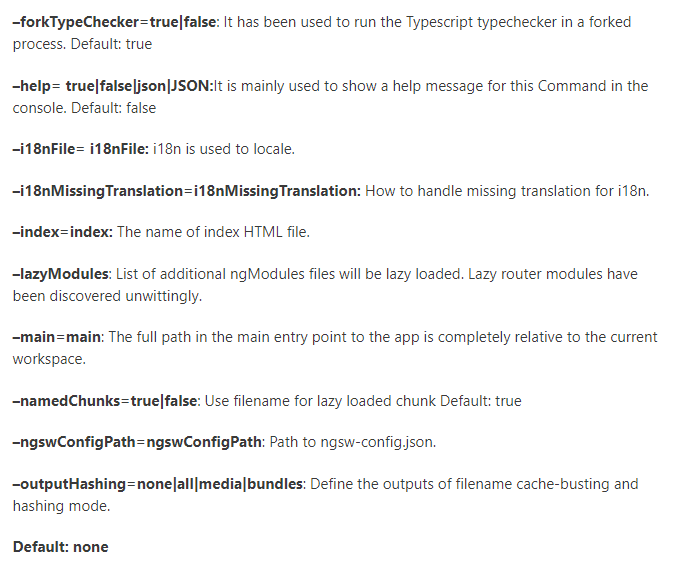 –forkTypeChecker=true|false: It has been used to run the Typescript typechecker in a forked
process. Default: true
–help= true|false|json|JSON:It is mainly used to show a help message for this Command in the
console. Default: false
–i18nFile= i18nFile: i18n is used to locale.
–i18nMissingTranslation=i18nMissingTranslation: How to handle missing translation for i18n.
–index=index: The name of index HTML file.
–lazyModules: List of additional ngModules files will be lazy loaded. Lazy router modules have
been discovered unwittingly.
–main=main: The full path in the main entry point to the app is completely relative to the current
workspace.
–namedChunks=true|false: Use filename for lazy loaded chunk Default: true
–ngswConfigPath=ngswConfigPath: Path to ngsw-config.json.
–outputHashing=none|all|media|bundles: Define the outputs of filename cache-busting and
hashing mode.
Default: none